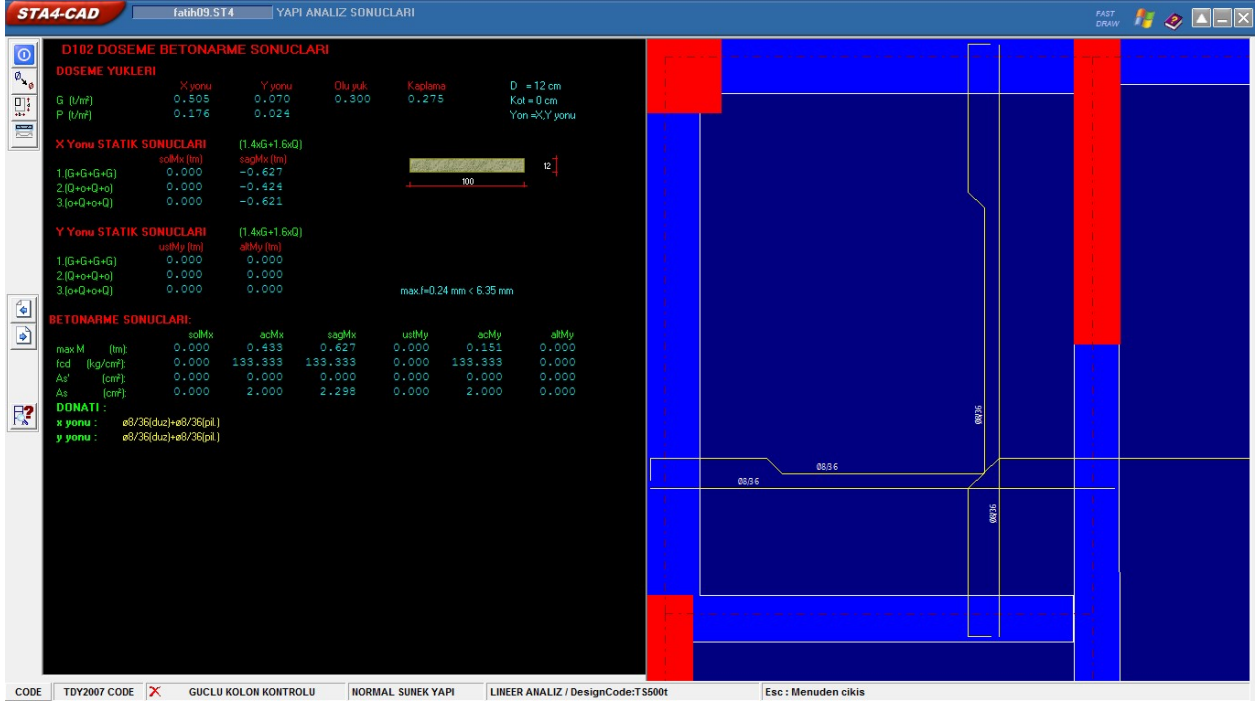 STA4-CAD fatih09.ST4 YAPI ANALIZ SONUCLARI FAST DRAW
D102 DOSEME BETONARME SONUCLARI
DOSEME YUKLERI
X yonu Y yonu Olu yuk Kaplama D = 12 cm
G (t/m²) 0.505 0.070 0.300 0.275 Kot = 0 cm
P (t/m²) 0.176 0.024 Yon =X,Y yonu
X Yonu STATIK SONUCLARI (1.4xG+1.6xQ)
solMx (tm) sagMx (tm)
1.(G+G+G+G) 0.000 -0.627
2.(Q+o+Q+o) 0.000 -0.424
3.(o+Q+o+Q) 0.000 -0.621
12
100
Y Yonu STATIK SONUCLARI (1.4xG+1.6xQ)
ustMy (tm) altMy (tm)
1.(G+G+G+G) 0.000 0.000
2.(Q+o+Q+o) 0.000 0.000
3.(o+Q+o+Q) 0.000 0.000 max.f=0.24 mm < 6.35 mm
BETONARME SONUCLARI:
solMx acMx sagMx ustMy acMy altMy
max M (tm): 0.000 0.433 0.627 0.000 0.151 0.000
fcd (kg/cm²): 0.000 133.333 133.333 0.000 133.333 0.000
As' (cm²): 0.000 0.000 0.000 0.000 0.000 0.000
As (cm²): 0.000 2.000 2.298 0.000 2.000 0.000
DONATI :
x yonu : ø8/36(duz)+ø8/36(pil.)
y yonu : ø8/36(duz)+ø8/36(pil.)
Ø8/36
Ø8/36
Ø8/36
Ø8/36
CODE TDY2007 CODE GUCLU KOLON KONTROLU NORMAL SUNEK YAPI LINEER ANALIZ / DesignCode:TS500t Esc : Menuden cikis